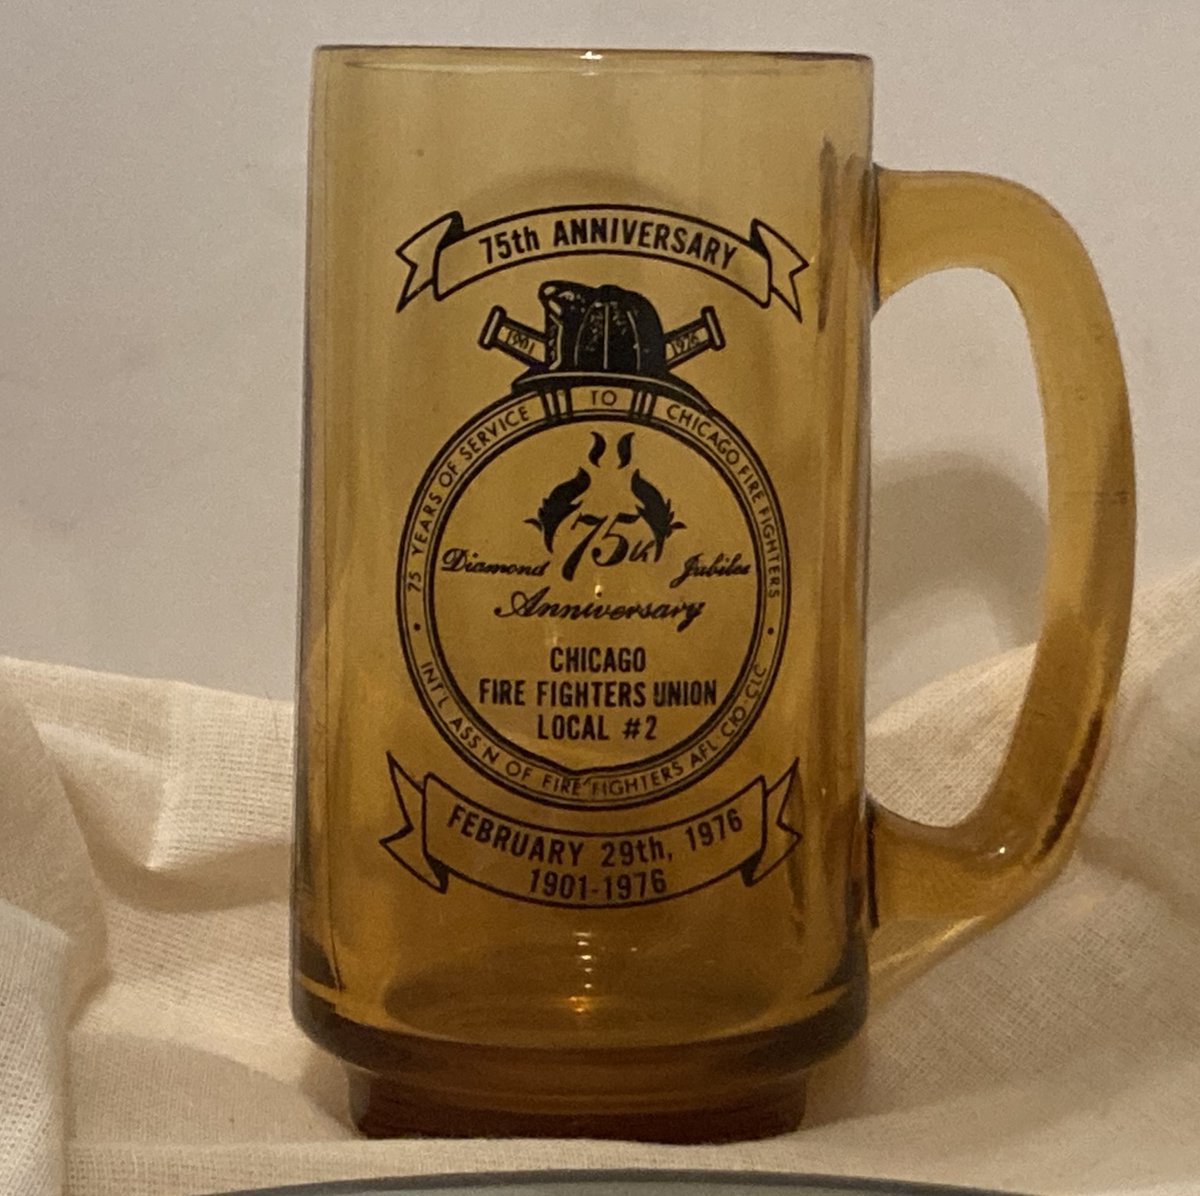 75th ANNIVERSARY
1901
1976
75 YEARS OF SERVICE TO CHICAGO FIRE FIGHTERS
75th
Diamond Jubilee
Anniversary
CHICAGO
FIRE FIGHTERS UNION
LOCAL #2
INT'L ASS'N OF FIRE FIGHTERS AFL·CIO·CLC
FEBRUARY 29th, 1976
1901-1976